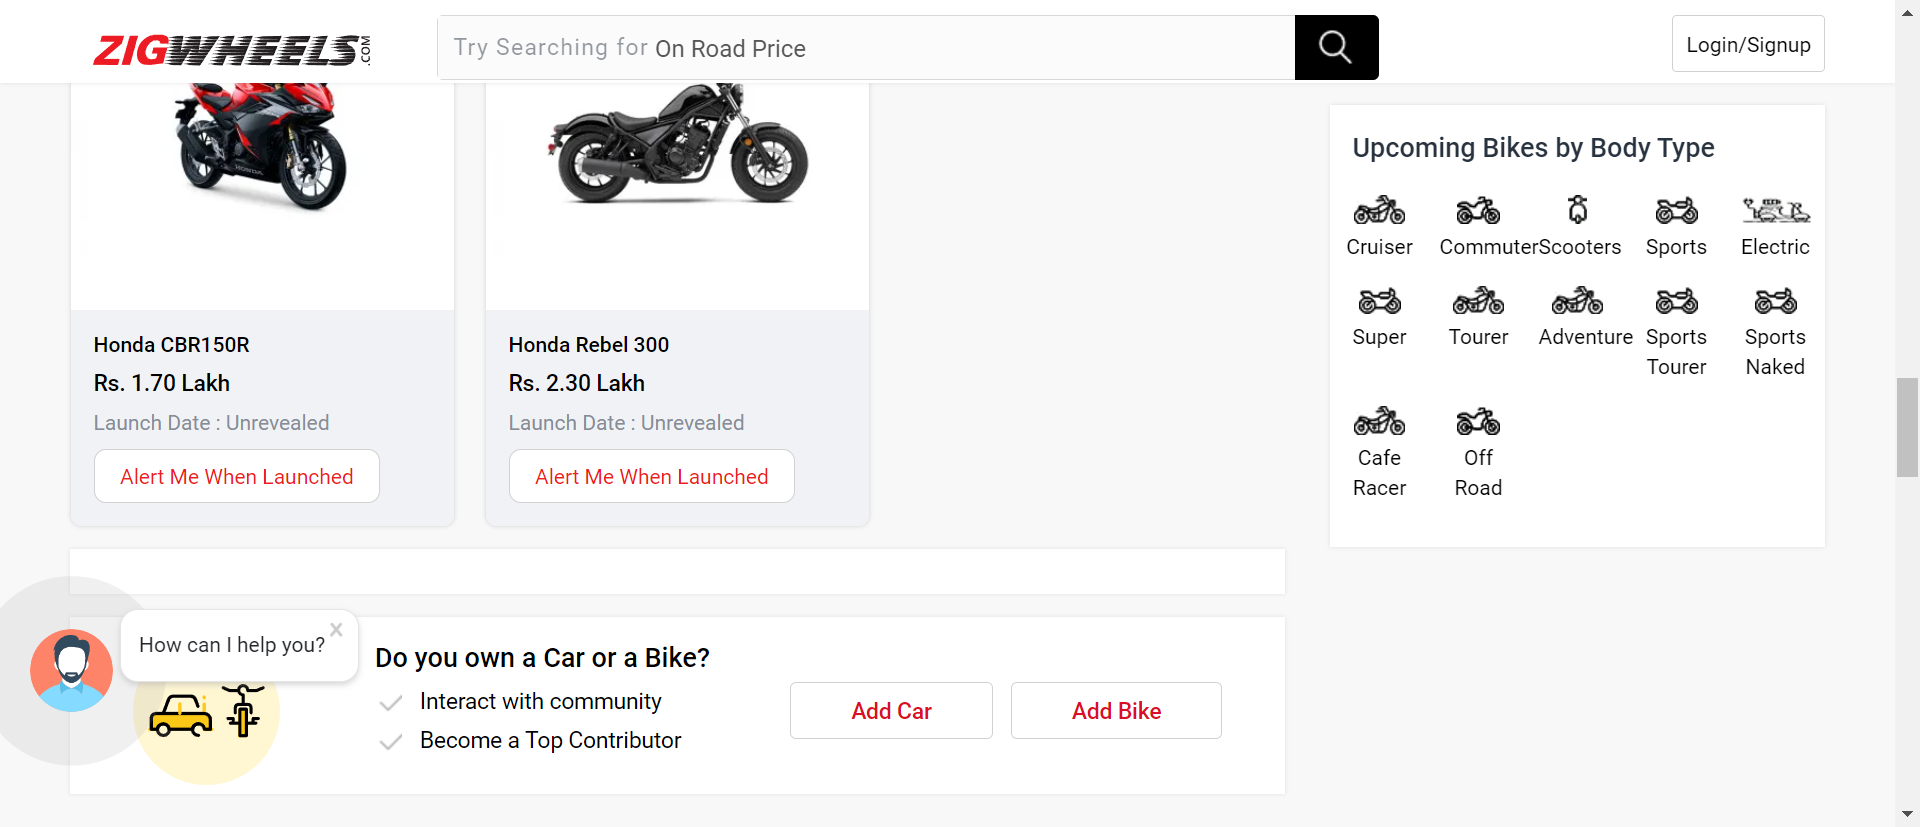 ZIGWHEELS.COM
Try Searching for On Road Price
Login/Signup
HONDA
Honda CBR150R
Rs. 1.70 Lakh
Launch Date : Unrevealed
Alert Me When Launched
Honda Rebel 300
Rs. 2.30 Lakh
Launch Date : Unrevealed
Alert Me When Launched
Upcoming Bikes by Body Type
Cruiser
Commuter
Scooters
Sports
Electric
Super
Tourer
Adventure
Sports
Tourer
Sports
Naked
Cafe
Racer
Off
Road
How can I help you?
Do you own a Car or a Bike?
Interact with community
Become a Top Contributor
Add Car
Add Bike